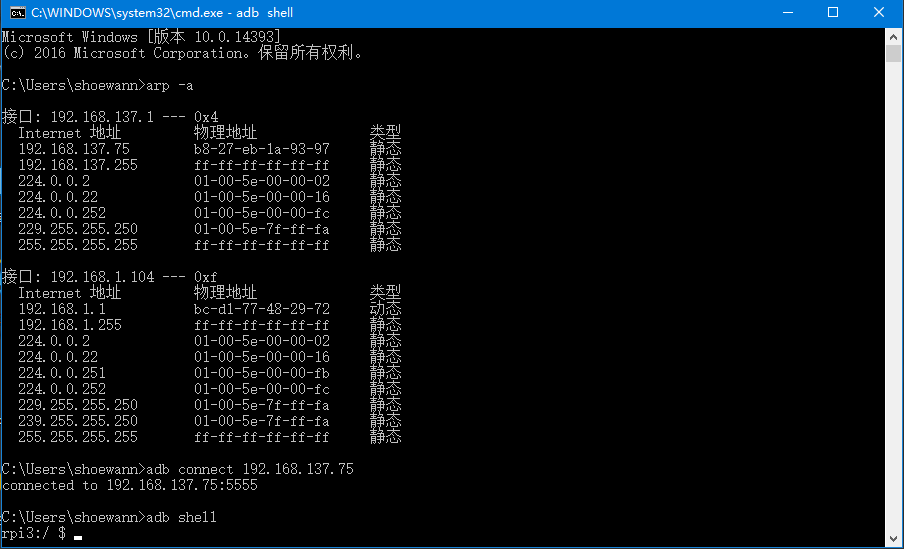 C:\WINDOWS\system32\cmd.exe - adb  shell
Microsoft Windows [版本 10.0.14393]
(c) 2016 Microsoft Corporation。保留所有权利。
C:\Users\shoewann>arp -a
接口: 192.168.137.1 --- 0x4
  Internet 地址         物理地址              类型
  192.168.137.75        b8-27-eb-1a-93-97     静态
  192.168.137.255       ff-ff-ff-ff-ff-ff     静态
  224.0.0.2             01-00-5e-00-00-02     静态
  224.0.0.22            01-00-5e-00-00-16     静态
  224.0.0.252           01-00-5e-00-00-fc     静态
  229.255.255.250       01-00-5e-7f-ff-fa     静态
  255.255.255.255       ff-ff-ff-ff-ff-ff     静态
接口: 192.168.1.104 --- 0xf
  Internet 地址         物理地址              类型
  192.168.1.1           bc-d1-77-48-29-72     动态
  192.168.1.255         ff-ff-ff-ff-ff-ff     静态
  224.0.0.2             01-00-5e-00-00-02     静态
  224.0.0.22            01-00-5e-00-00-16     静态
  224.0.0.251           01-00-5e-00-00-fb     静态
  224.0.0.252           01-00-5e-00-00-fc     静态
  229.255.255.250       01-00-5e-7f-ff-fa     静态
  239.255.255.250       01-00-5e-7f-ff-fa     静态
  255.255.255.255       ff-ff-ff-ff-ff-ff     静态
C:\Users\shoewann>adb connect 192.168.137.75
connected to 192.168.137.75:5555
C:\Users\shoewann>adb shell
rpi3:/ $